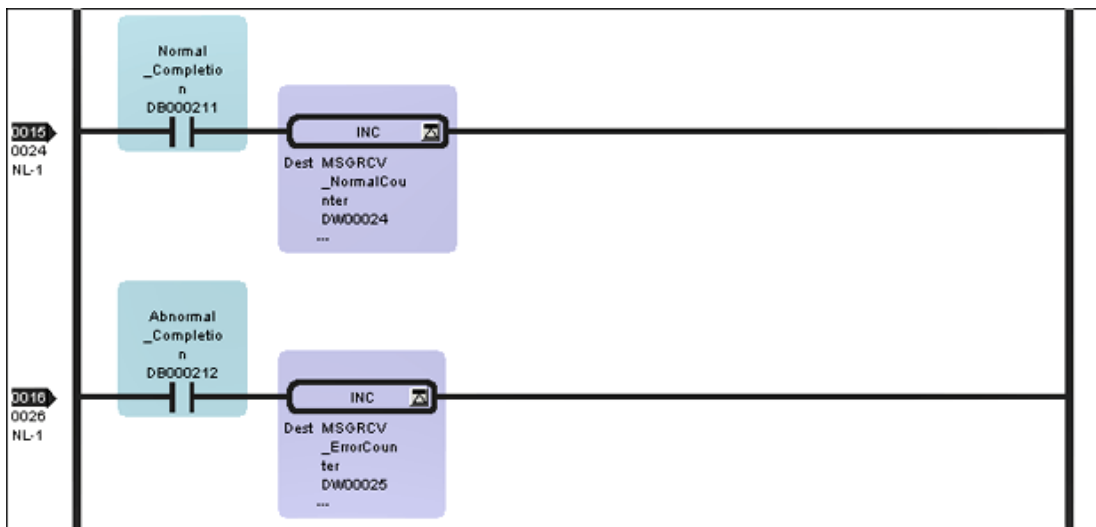 Normal
_Completio
n
DB000211
0015
0024
NL-1
INC
Dest MSGRCV
_NormalCou
nter
DW00024
...
Abnormal
_Completio
n
DB000212
0016
0026
NL-1
INC
Dest MSGRCV
_ErrorCoun
ter
DW00025
...